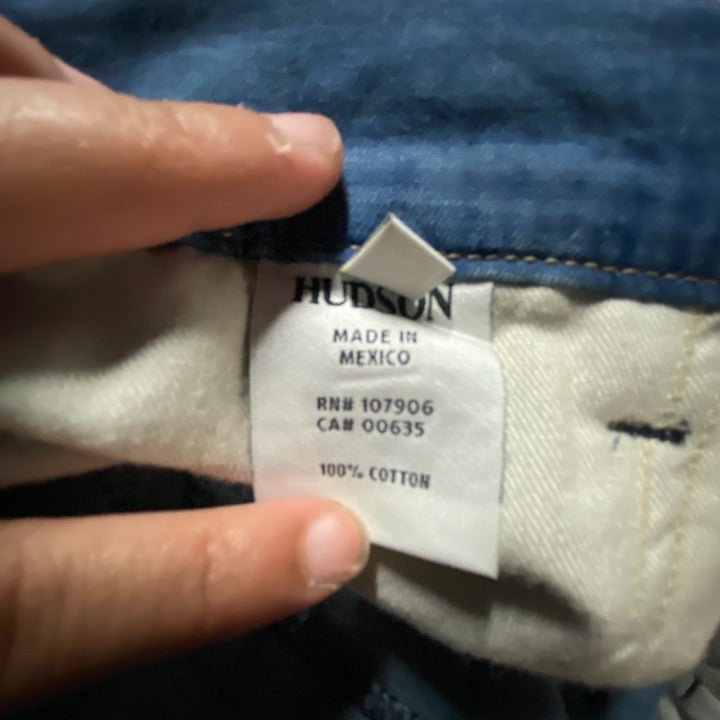 HUDSON
MADE IN
MEXICO
RN# 107906
CA# 00635
100% COTTON